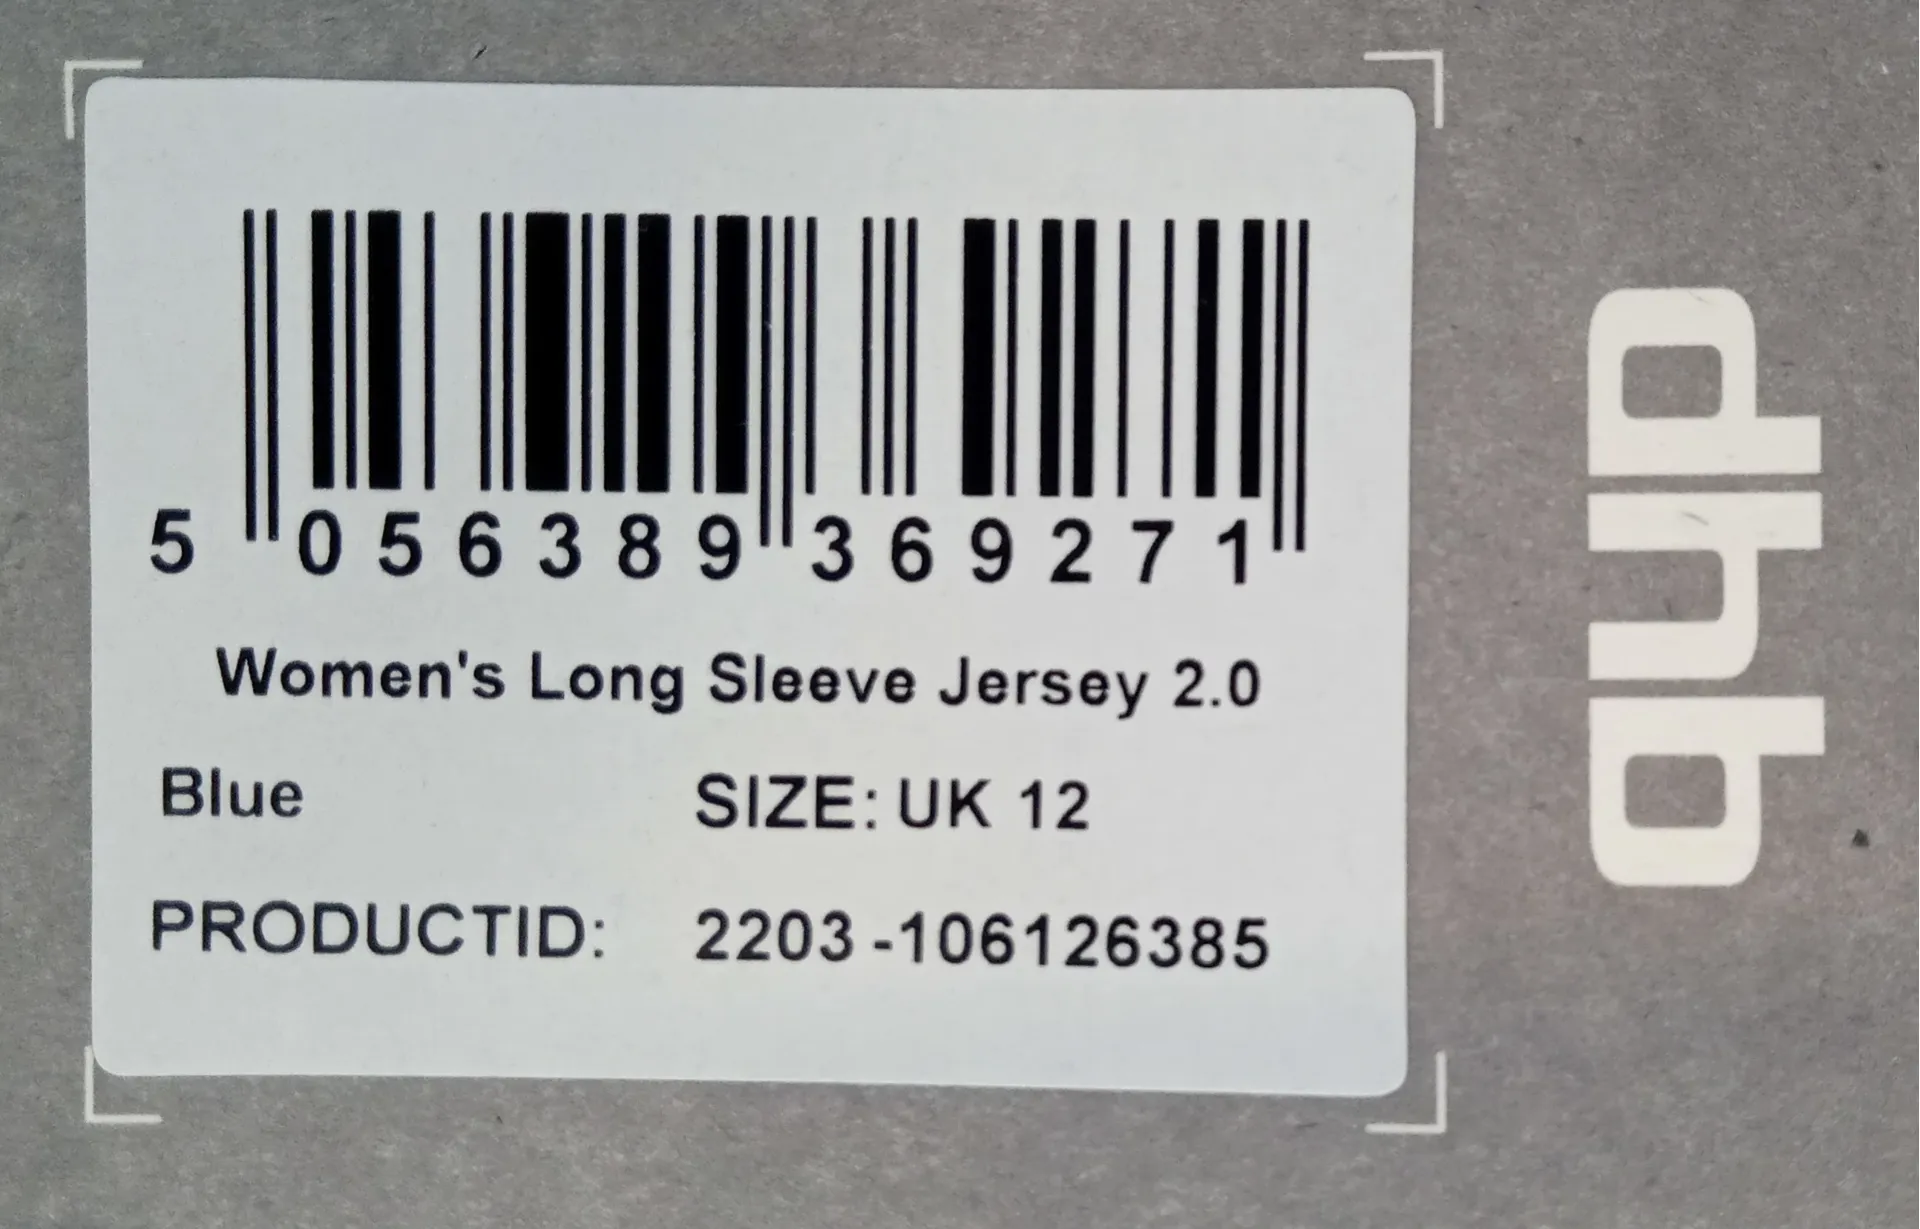 5 056389 369271
Women's Long Sleeve Jersey 2.0
Blue SIZE: UK 12
PRODUCTID: 2203 -106126385
dhb